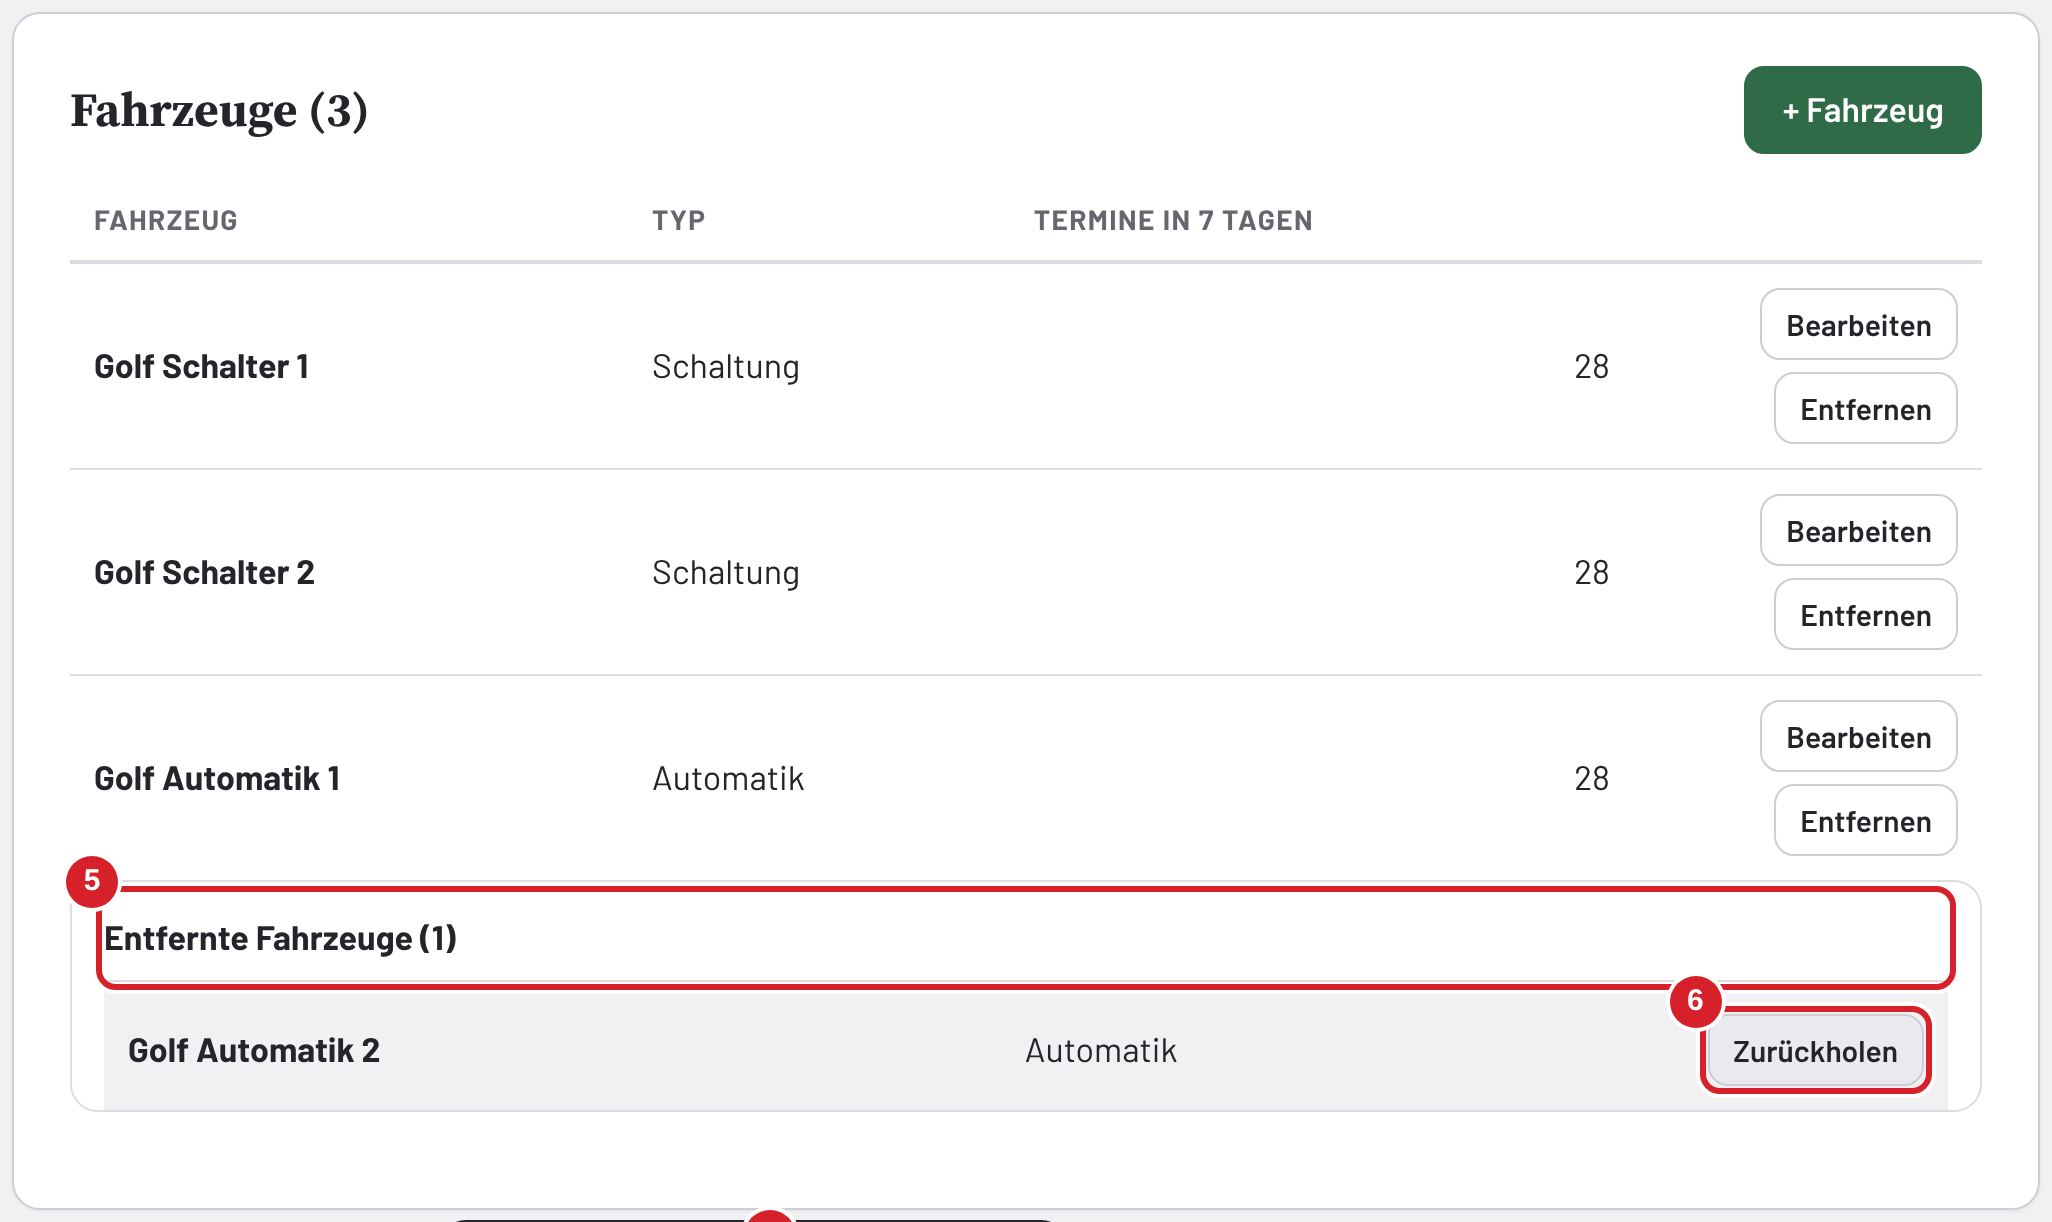 Fahrzeuge (3)
+ Fahrzeug
FAHRZEUG TYP TERMINE IN 7 TAGEN
Golf Schalter 1 Schaltung 28 Bearbeiten
Entfernen
Golf Schalter 2 Schaltung 28 Bearbeiten
Entfernen
Golf Automatik 1 Automatik 28 Bearbeiten
Entfernen
5
Entfernte Fahrzeuge (1)
6
Golf Automatik 2 Automatik Zurückholen